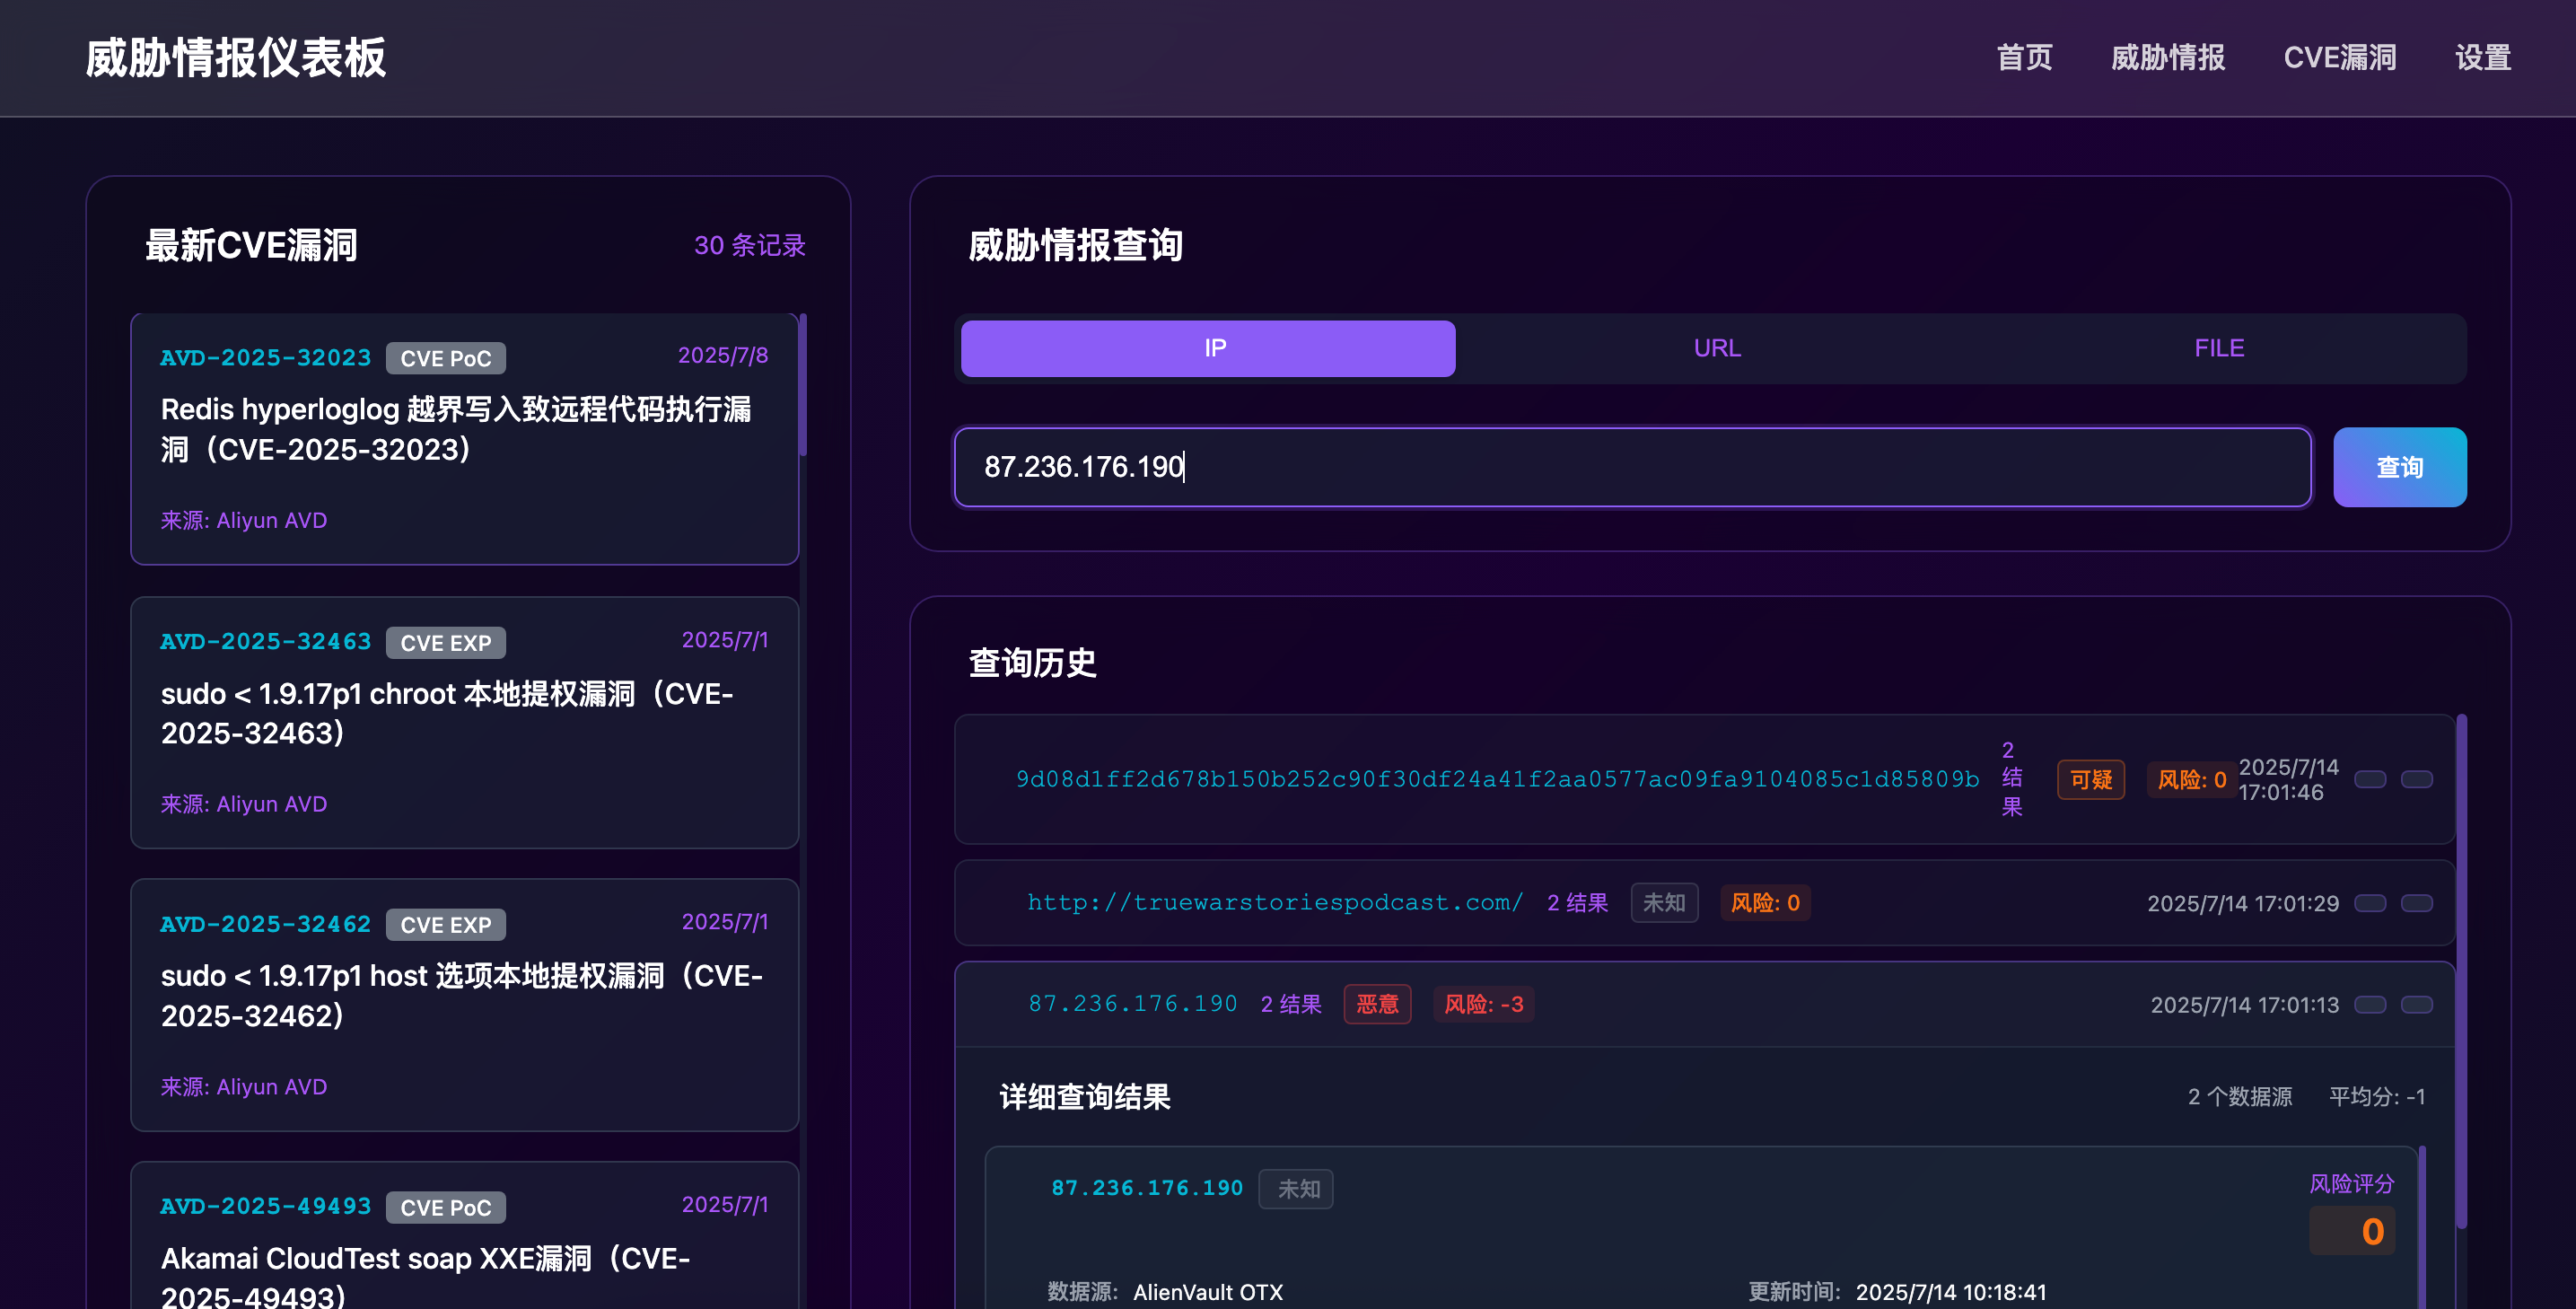 威胁情报仪表板
首页
威胁情报
CVE漏洞
设置
最新CVE漏洞
30 条记录
AVD-2025-32023
CVE PoC
2025/7/8
Redis hyperloglog 越界写入致远程代码执行漏
洞（CVE-2025-32023）
来源: Aliyun AVD
AVD-2025-32463
CVE EXP
2025/7/1
sudo < 1.9.17p1 chroot 本地提权漏洞（CVE-
2025-32463）
来源: Aliyun AVD
AVD-2025-32462
CVE EXP
2025/7/1
sudo < 1.9.17p1 host 选项本地提权漏洞（CVE-
2025-32462）
来源: Aliyun AVD
AVD-2025-49493
CVE PoC
2025/7/1
Akamai CloudTest soap XXE漏洞（CVE-
2025-49493）
威胁情报查询
IP
URL
FILE
87.236.176.190
查询
查询历史
9d08d1ff2d678b150b252c90f30df24a41f2aa0577ac09fa9104085c1d85809b
2
结
果
可疑
风险: 0
2025/7/14
17:01:46
http://truewarstoriespodcast.com/
2 结果
未知
风险: 0
2025/7/14 17:01:29
87.236.176.190
2 结果
恶意
风险: -3
2025/7/14 17:01:13
详细查询结果
2 个数据源
平均分: -1
87.236.176.190
未知
风险评分
0
数据源: AlienVault OTX
更新时间: 2025/7/14 10:18:41